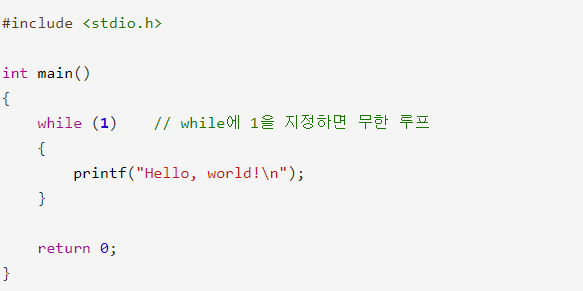 #include <stdio.h>
int main()
{
while (1)    // while에 1을 지정하면 무한 루프
{
printf("Hello, world!\n");
}
return 0;
}